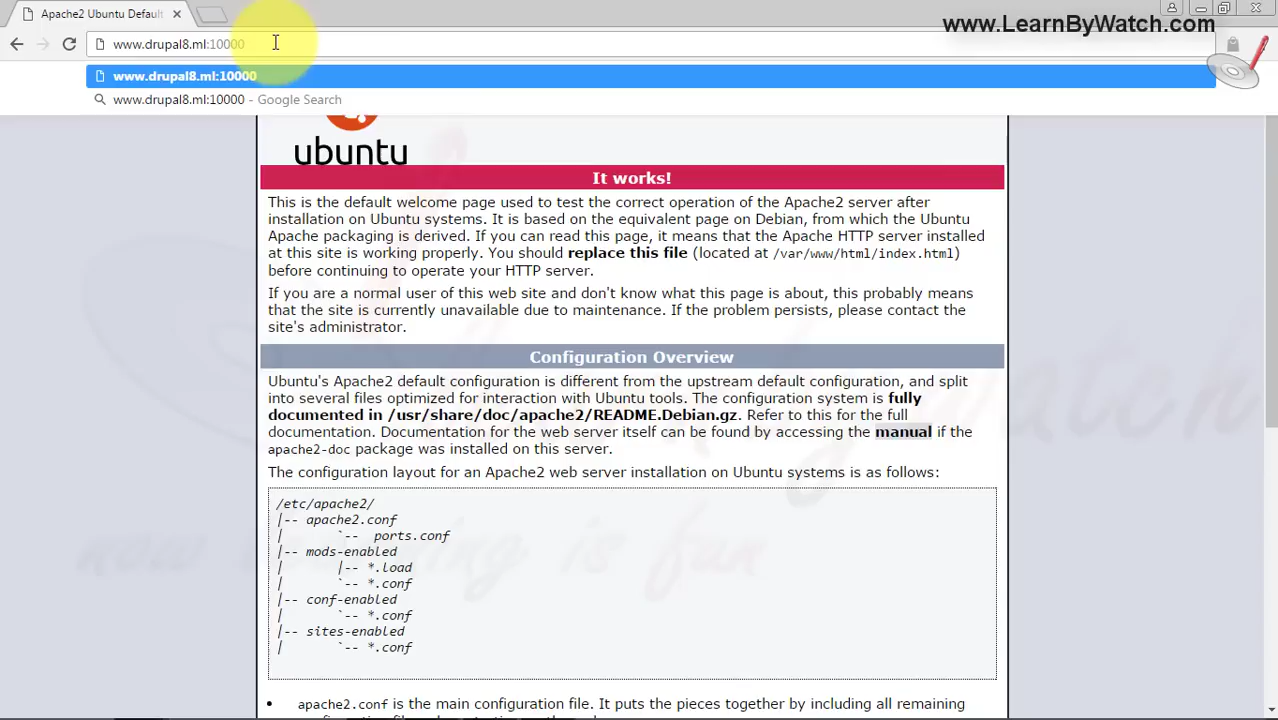 Apache2 Ubuntu Defaul
www.LearnByWatch.com
www.drupal8.ml:10000
www.drupal8.ml:10000
www.drupal8.ml:10000 - Google Search
ubuntu
It works!
This is the default welcome page used to test the correct operation of the Apache2 server after
installation on Ubuntu systems. It is based on the equivalent page on Debian, from which the Ubuntu
Apache packaging is derived. If you can read this page, it means that the Apache HTTP server installed
at this site is working properly. You should replace this file (located at /var/www/html/index.html)
before continuing to operate your HTTP server.
If you are a normal user of this web site and don't know what this page is about, this probably means
that the site is currently unavailable due to maintenance. If the problem persists, please contact the
site's administrator.
Configuration Overview
Ubuntu's Apache2 default configuration is different from the upstream default configuration, and split
into several files optimized for interaction with Ubuntu tools. The configuration system is fully
documented in /usr/share/doc/apache2/README.Debian.gz. Refer to this for the full
documentation. Documentation for the web server itself can be found by accessing the manual if the
apache2-doc package was installed on this server.
The configuration layout for an Apache2 web server installation on Ubuntu systems is as follows:
/etc/apache2/
|-- apache2.conf
|       `--  ports.conf
|-- mods-enabled
|       |-- *.load
|       `-- *.conf
|-- conf-enabled
|       `-- *.conf
|-- sites-enabled
|       `-- *.conf
• apache2.conf is the main configuration file. It puts the pieces together by including all remaining